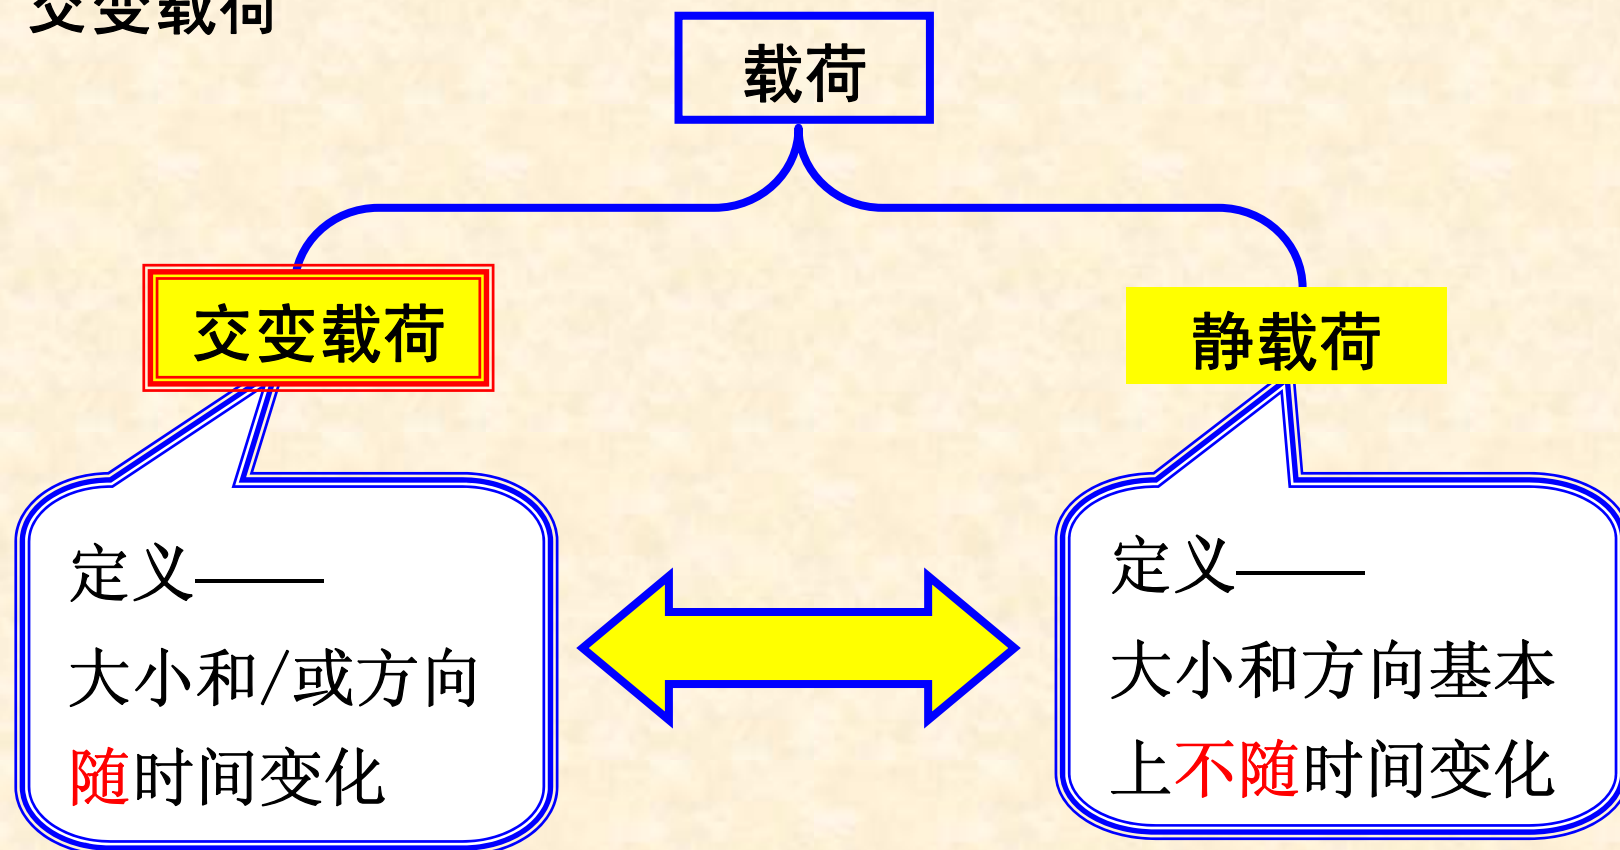 交变载荷
载荷
交变载荷
静载荷
定义——
大小和/或方向
随时间变化
定义——
大小和方向基本
上不随时间变化